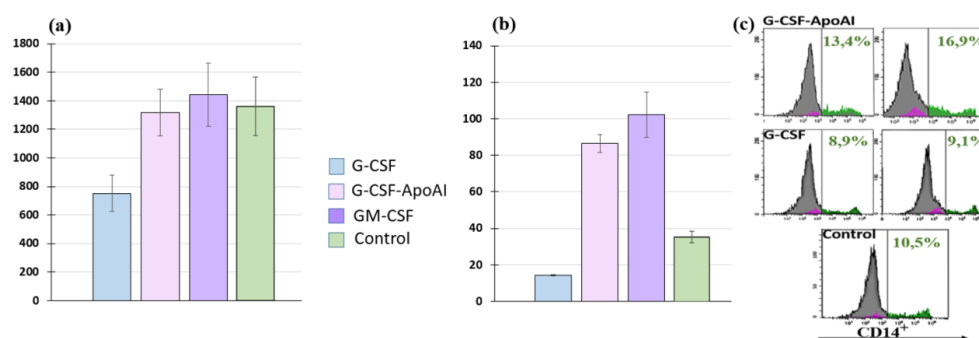 (a)
1800
1600
1400
1200
1000
800
600
400
200
0
G-CSF
G-CSF-ApoAI
GM-CSF
Control
(b)
140
120
100
80
60
40
20
0
(c)
G-CSF-ApoAI
13,4%
16,9%
G-CSF
8,9%
9,1%
Control
10,5%
CD14+